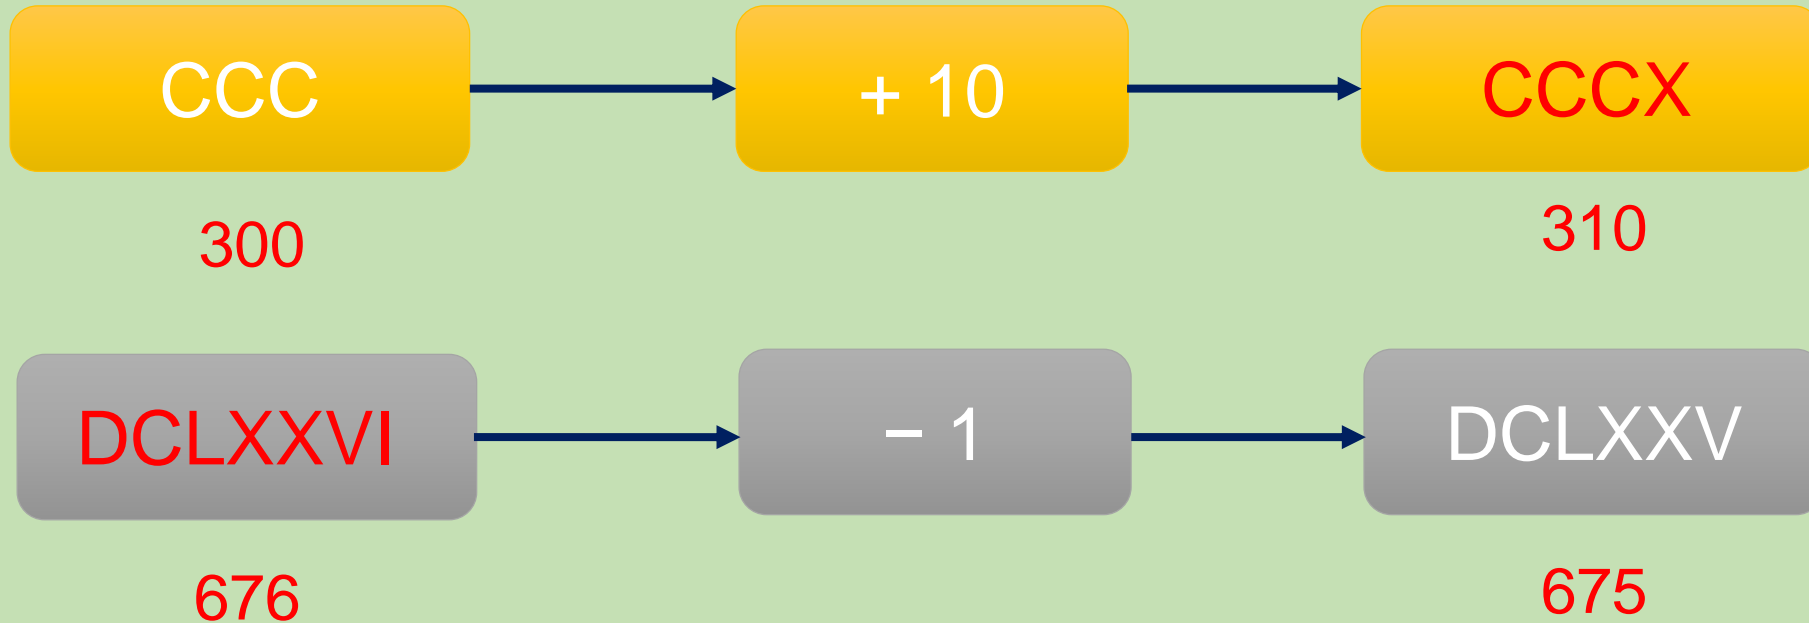 CCC + 10 CCCX
300 310
DCLXXVI − 1 DCLXXV
676 675